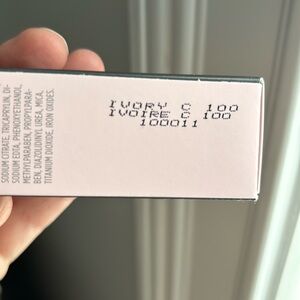 IVORY C 100
IVOIRE C 100
100011
SODIUM CITRATE, TRICAPRYLIN, DI-
SODIUM EDTA, PHENOXYETHANOL,
METHYLPARABEN, PROPYLPARA-
BEN, DIAZOLIDINYL UREA, MICA,
TITANIUM DIOXIDE, IRON OXIDES.